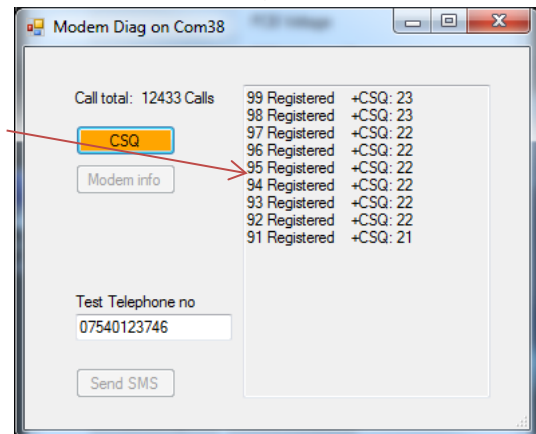 Modem Diag on Com38
Call total: 12433 Calls
CSQ
Modem info
99 Registered +CSQ: 23
98 Registered +CSQ: 23
97 Registered +CSQ: 22
96 Registered +CSQ: 22
95 Registered +CSQ: 22
94 Registered +CSQ: 22
93 Registered +CSQ: 22
92 Registered +CSQ: 22
91 Registered +CSQ: 21
Test Telephone no
07540123746
Send SMS